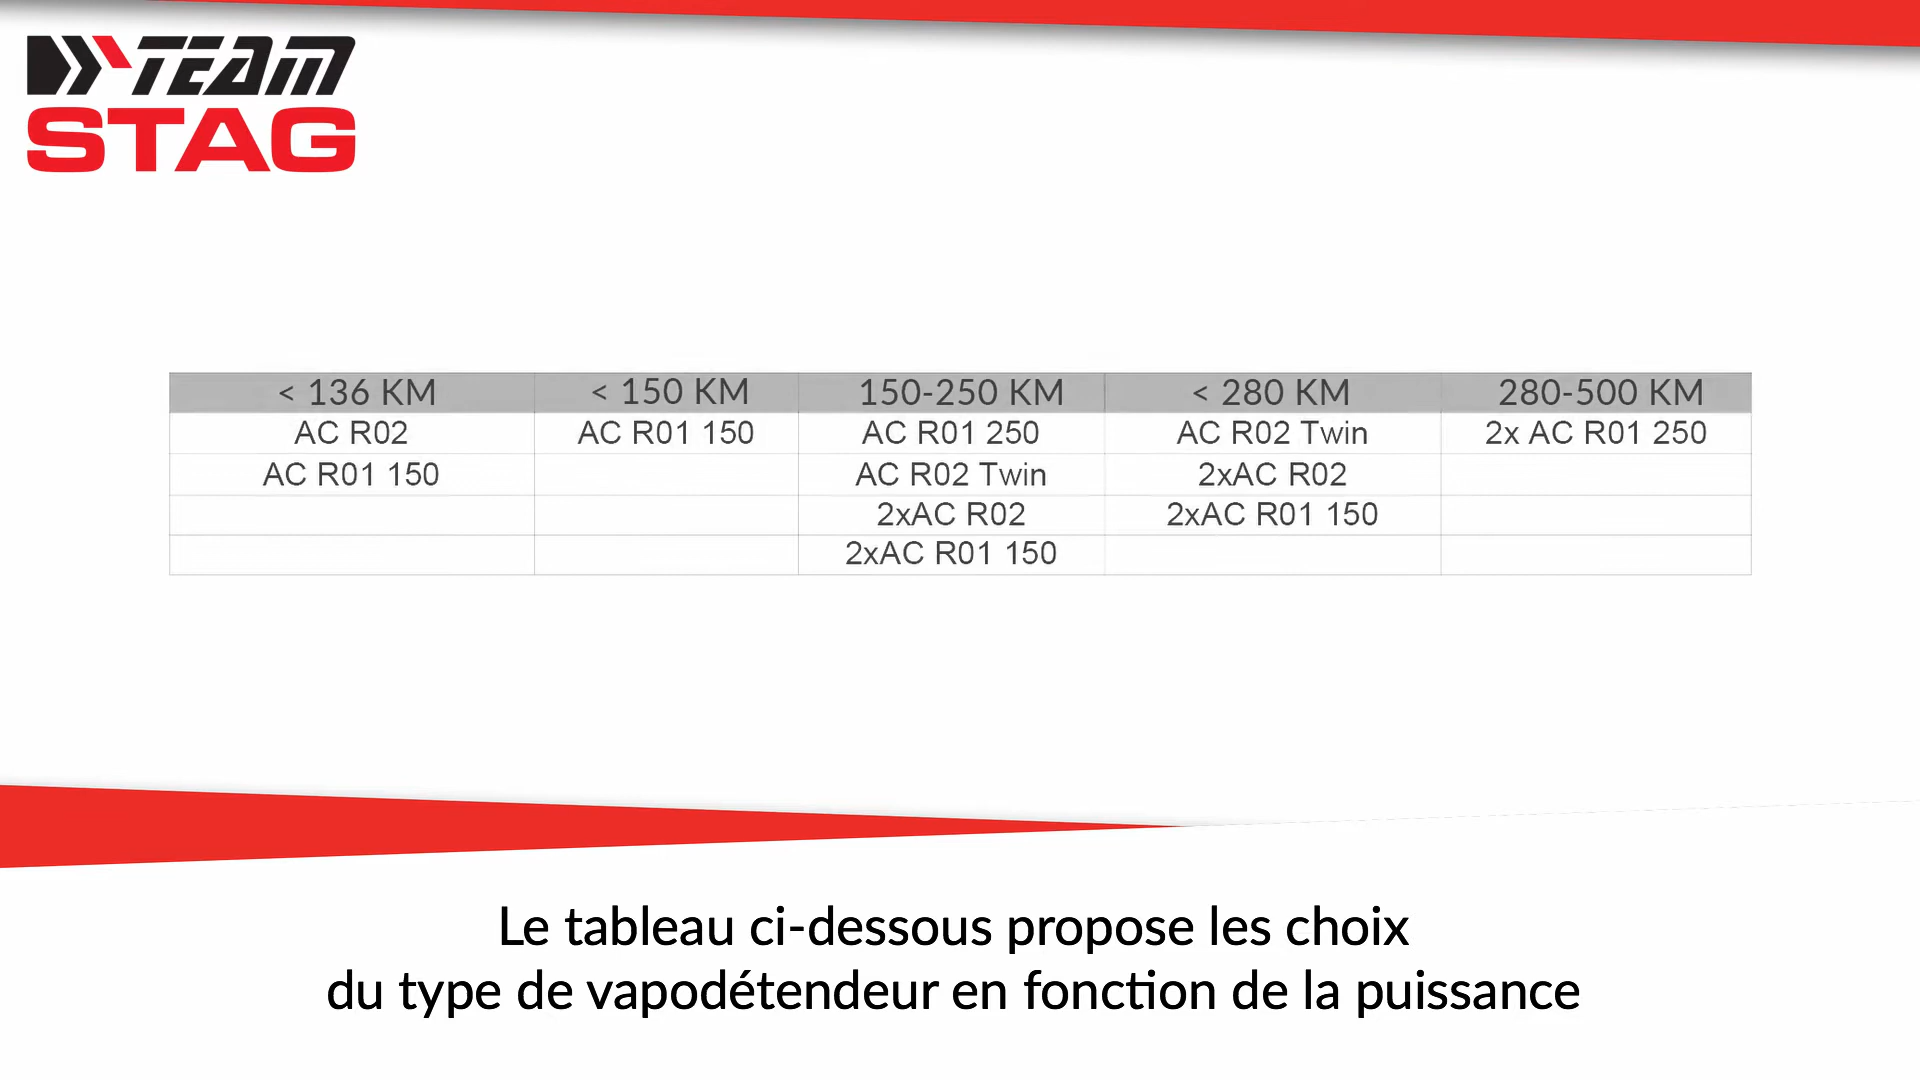 TEAM
STAG
< 136 KM < 150 KM 150-250 KM < 280 KM 280-500 KM
AC R02 AC R01 150 AC R01 250 AC R02 Twin 2x AC R01 250
AC R01 150 AC R02 Twin 2xAC R02
2xAC R02 2xAC R01 150
2xAC R01 150
Le tableau ci-dessous propose les choix
du type de vapodétendeur en fonction de la puissance